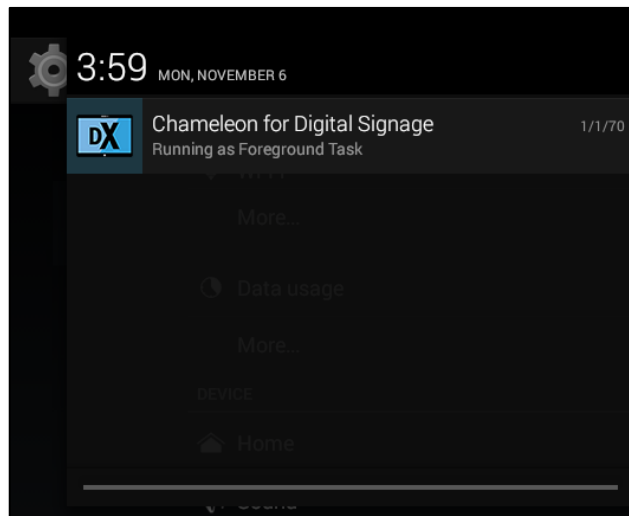 3:59 MON, NOVEMBER 6
DX
Chameleon for Digital Signage 1/1/70
Running as Foreground Task
More...
Data usage
More...
DEVICE
Home